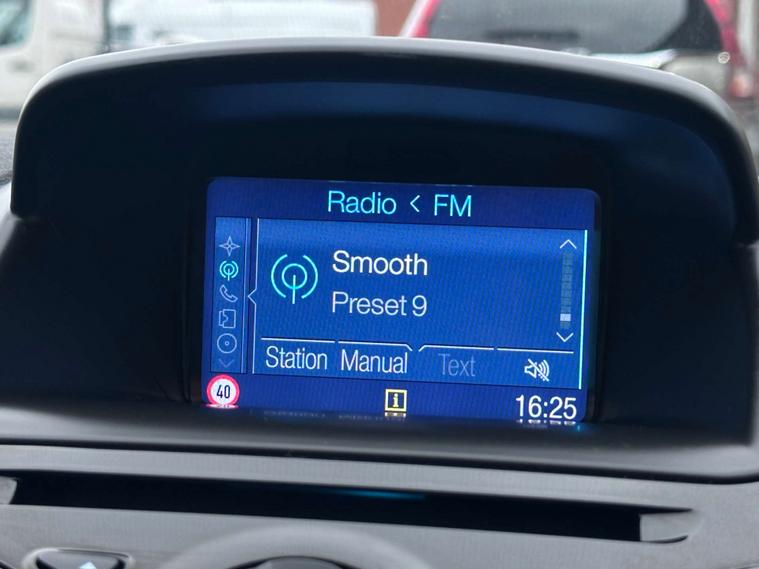 Radio < FM
Smooth
Preset 9
Station Manual Text
40 i 16:25